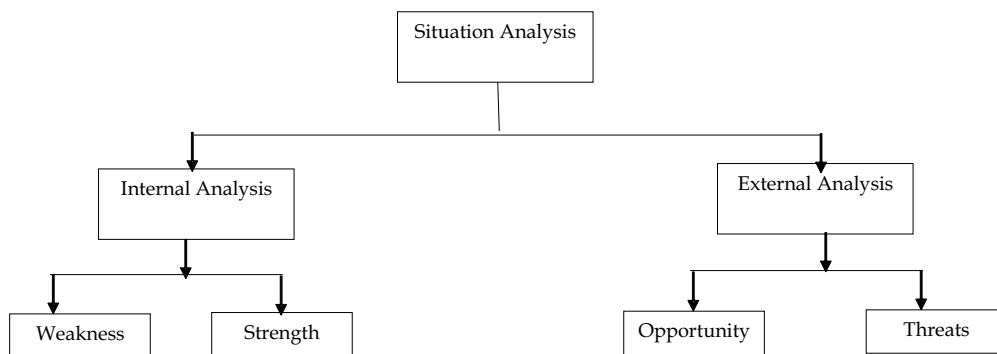 Situation Analysis
Internal Analysis
External Analysis
Weakness
Strength
Opportunity
Threats